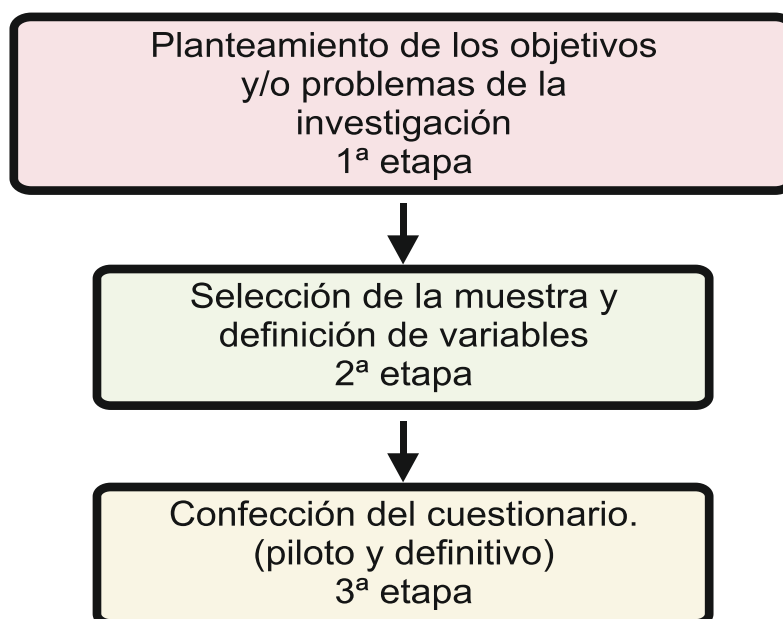 Planteamiento de los objetivos
y/o problemas de la
investigación
1ª etapa
Selección de la muestra y
definición de variables
2ª etapa
Confección del cuestionario.
(piloto y definitivo)
3ª etapa